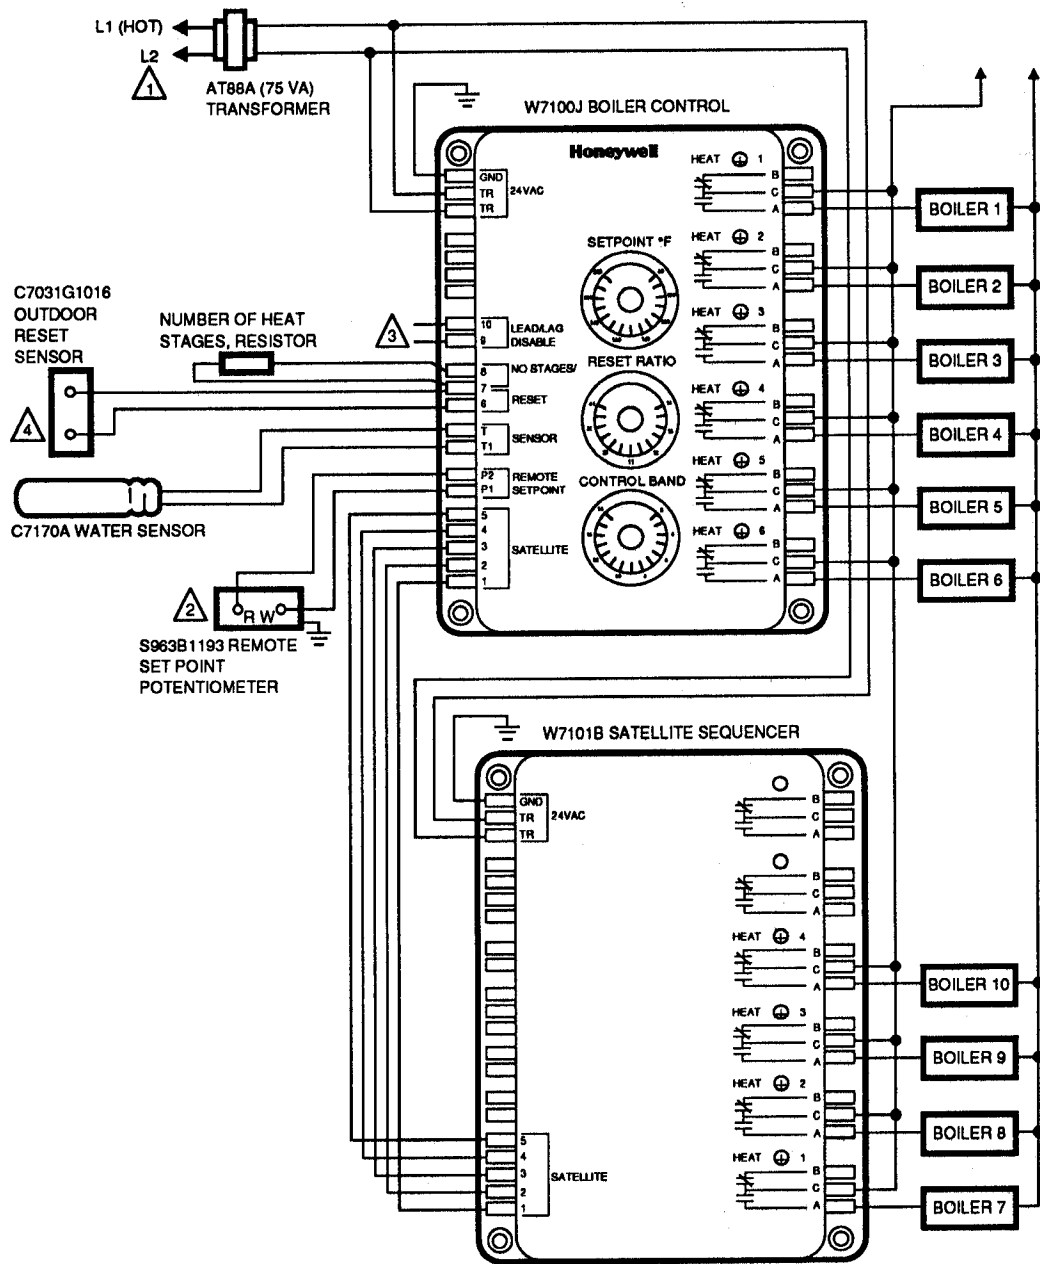 L1 (HOT)
L2
1
AT88A (75 VA)
TRANSFORMER
W7100J BOILER CONTROL
Honeywell
GND
TR
TR
24VAC
10
9
LEAD/LAG
DISABLE
8
NO STAGES/
7
6
RESET
T
T1
SENSOR
P2
P1
REMOTE
SETPOINT
5
4
3
2
1
SATELLITE
SETPOINT °F
RESET RATIO
CONTROL BAND
HEAT 1
B
C
A
HEAT 2
B
C
A
HEAT 3
B
C
A
HEAT 4
B
C
A
HEAT 5
B
C
A
HEAT 6
B
C
A
BOILER 1
BOILER 2
BOILER 3
BOILER 4
BOILER 5
BOILER 6
C7031G1016
OUTDOOR
RESET
SENSOR
4
NUMBER OF HEAT
STAGES, RESISTOR
3
C7170A WATER SENSOR
2
R W
S963B1193 REMOTE
SET POINT
POTENTIOMETER
W7101B SATELLITE SEQUENCER
GND
TR
TR
24VAC
5
4
3
2
1
SATELLITE
B
C
A
B
C
A
HEAT 4
B
C
A
HEAT 3
B
C
A
HEAT 2
B
C
A
HEAT 1
B
C
A
BOILER 10
BOILER 9
BOILER 8
BOILER 7